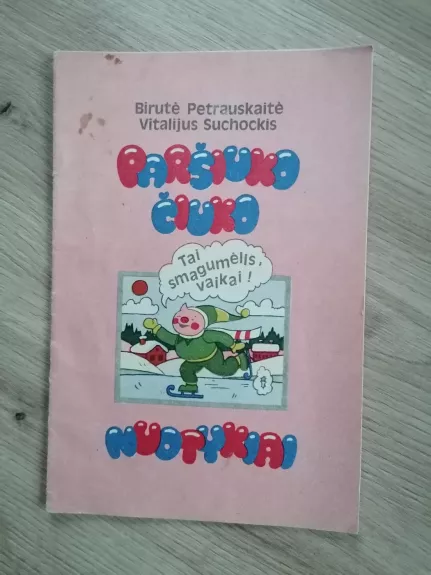 Birutė Petrauskaitė
Vitalijus Suchockis
PARŠIUKO
ČIUKO
Tai
smagumėlis,
vaikai!
NUOTYKIAI